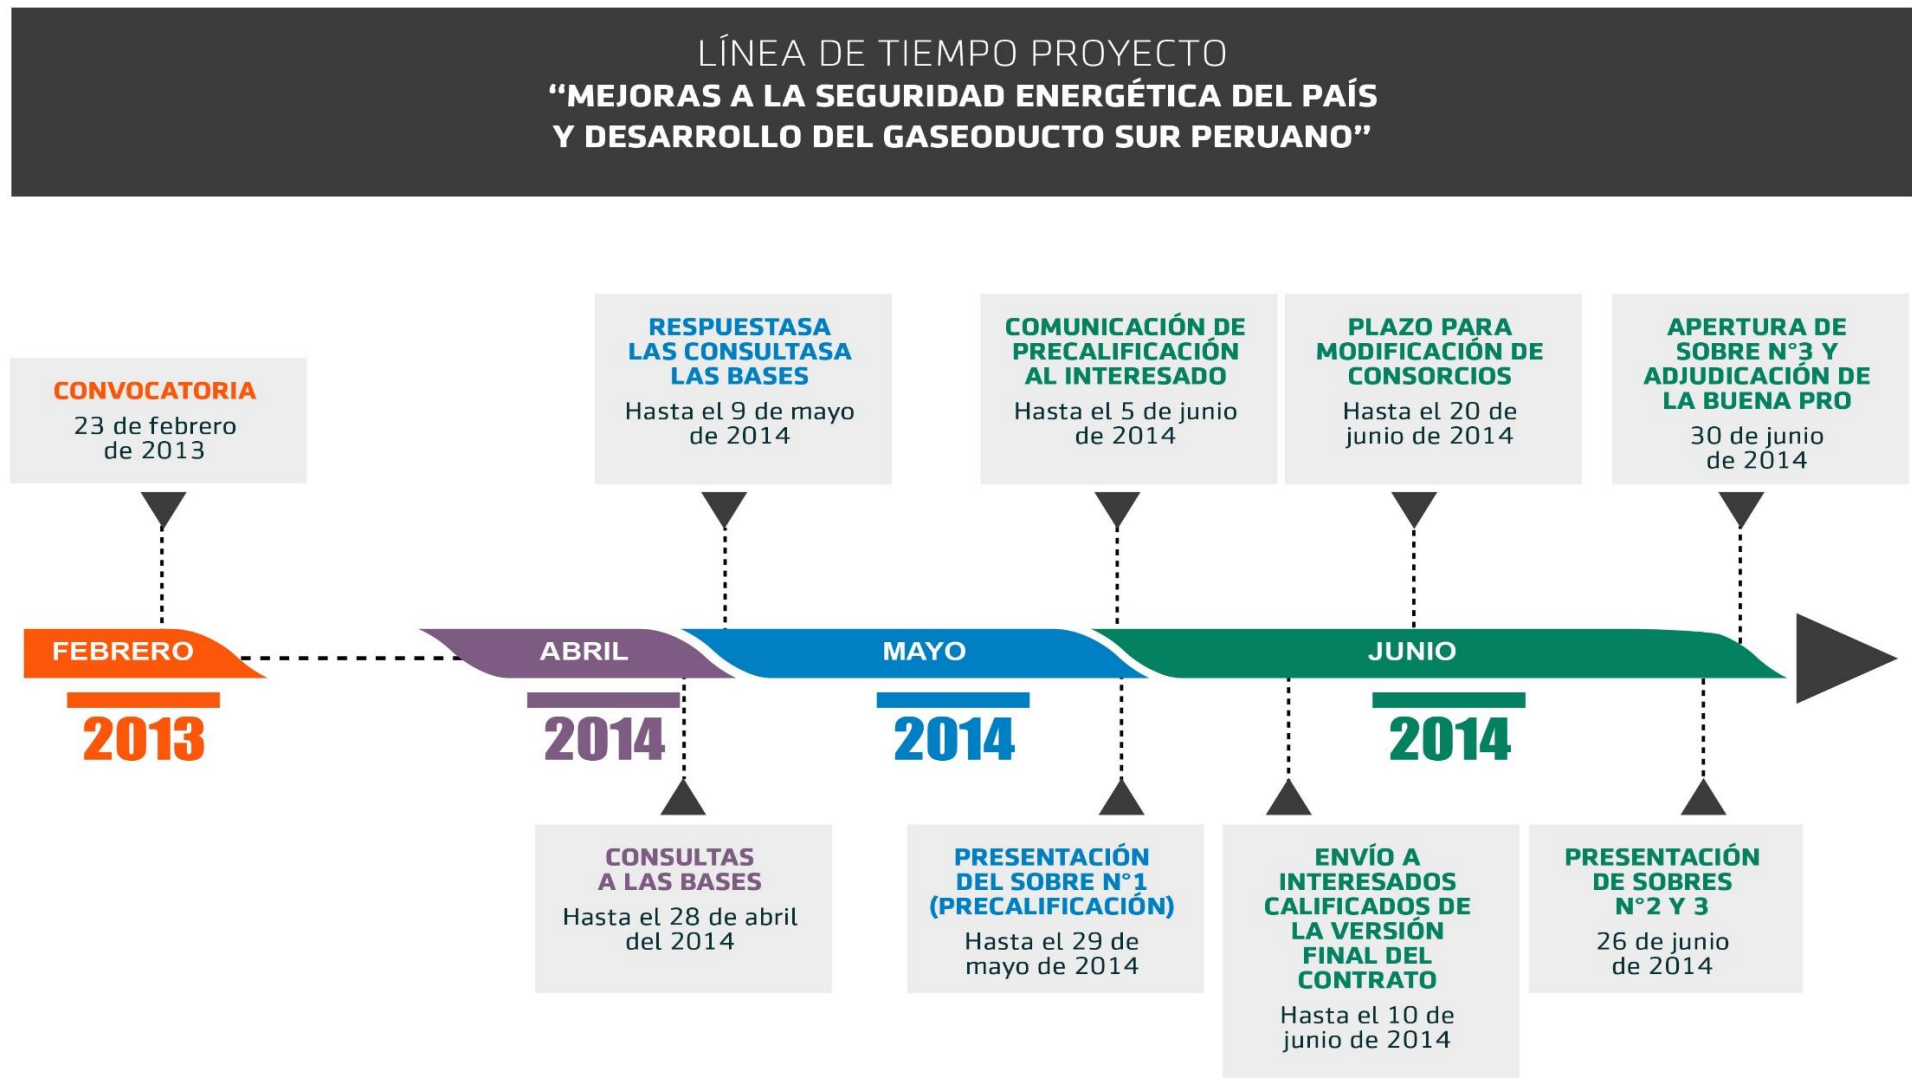 LÍNEA DE TIEMPO PROYECTO
“MEJORAS A LA SEGURIDAD ENERGÉTICA DEL PAÍS
Y DESARROLLO DEL GASEODUCTO SUR PERUANO”
CONVOCATORIA
23 de febrero
de 2013
RESPUESTASA
LAS CONSULTASA
LAS BASES
Hasta el 9 de mayo
de 2014
COMUNICACIÓN DE
PRECALIFICACIÓN
AL INTERESADO
Hasta el 5 de junio
de 2014
PLAZO PARA
MODIFICACIÓN DE
CONSORCIOS
Hasta el 20 de
junio de 2014
APERTURA DE
SOBRE N°3 Y
ADJUDICACIÓN DE
LA BUENA PRO
30 de junio
de 2014
FEBRERO
ABRIL
MAYO
JUNIO
2013
2014
2014
2014
CONSULTAS
A LAS BASES
Hasta el 28 de abril
del 2014
PRESENTACIÓN
DEL SOBRE N°1
(PRECALIFICACIÓN)
Hasta el 29 de
mayo de 2014
ENVÍO A
INTERESADOS
CALIFICADOS DE
LA VERSIÓN
FINAL DEL
CONTRATO
Hasta el 10 de
junio de 2014
PRESENTACIÓN
DE SOBRES
N°2 Y 3
26 de junio
de 2014